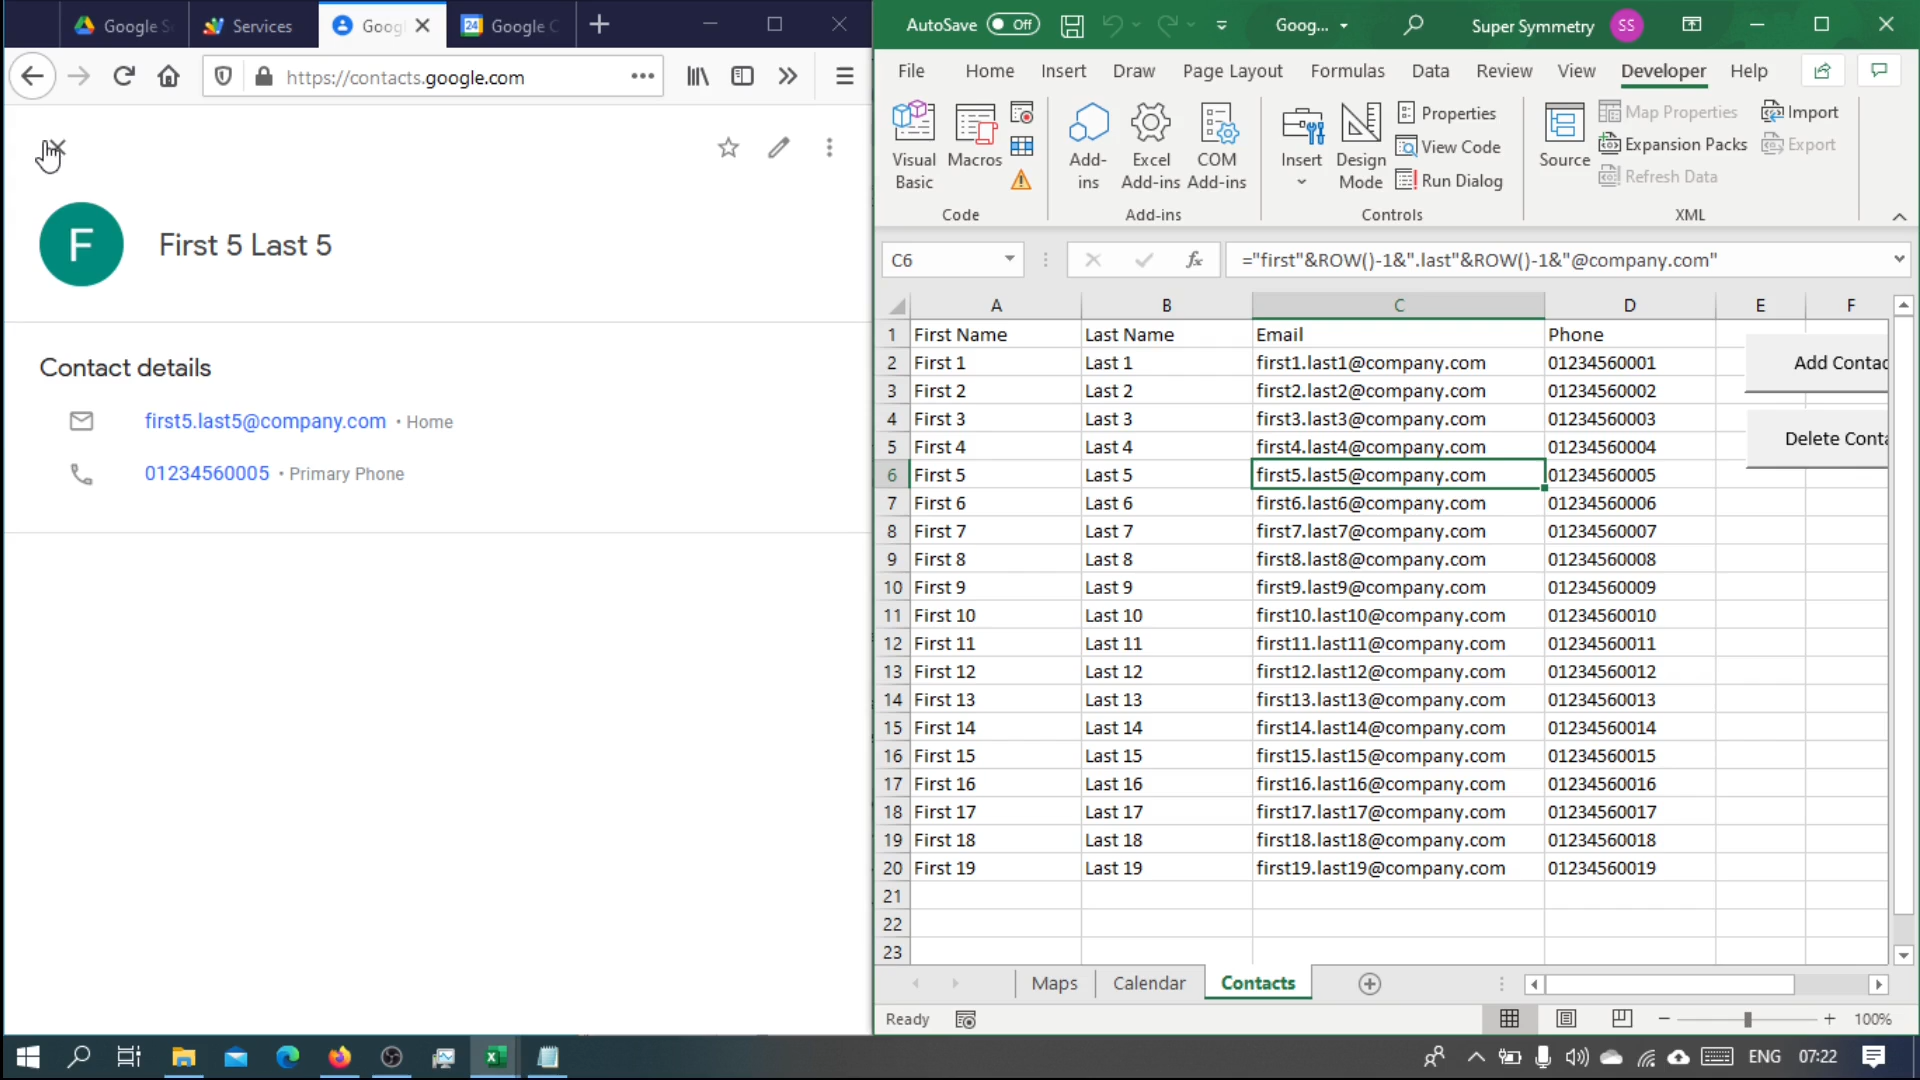 Google S
Services
Googl
Google C
https://contacts.google.com
F
First 5 Last 5
Contact details
first5.last5@company.com • Home
01234560005 • Primary Phone
AutoSave Off
Goog...
Super Symmetry
SS
File Home Insert Draw Page Layout Formulas Data Review View Developer Help
Visual Basic
Macros
Code
Add-ins
Excel Add-ins
COM Add-ins
Add-ins
Insert
Design Mode
Properties
View Code
Run Dialog
Controls
Source
Map Properties
Expansion Packs
Refresh Data
Import
Export
XML
C6
fx
="first"&ROW()-1&".last"&ROW()-1&"@company.com"
A B C D E F
1 First Name Last Name Email Phone
2 First 1 Last 1 first1.last1@company.com 01234560001
3 First 2 Last 2 first2.last2@company.com 01234560002
4 First 3 Last 3 first3.last3@company.com 01234560003
5 First 4 Last 4 first4.last4@company.com 01234560004
6 First 5 Last 5 first5.last5@company.com 01234560005
7 First 6 Last 6 first6.last6@company.com 01234560006
8 First 7 Last 7 first7.last7@company.com 01234560007
9 First 8 Last 8 first8.last8@company.com 01234560008
10 First 9 Last 9 first9.last9@company.com 01234560009
11 First 10 Last 10 first10.last10@company.com 01234560010
12 First 11 Last 11 first11.last11@company.com 01234560011
13 First 12 Last 12 first12.last12@company.com 01234560012
14 First 13 Last 13 first13.last13@company.com 01234560013
15 First 14 Last 14 first14.last14@company.com 01234560014
16 First 15 Last 15 first15.last15@company.com 01234560015
17 First 16 Last 16 first16.last16@company.com 01234560016
18 First 17 Last 17 first17.last17@company.com 01234560017
19 First 18 Last 18 first18.last18@company.com 01234560018
20 First 19 Last 19 first19.last19@company.com 01234560019
21
22
23
Add Contac
Delete Conta
Maps Calendar Contacts
Ready
100%
ENG 07:22